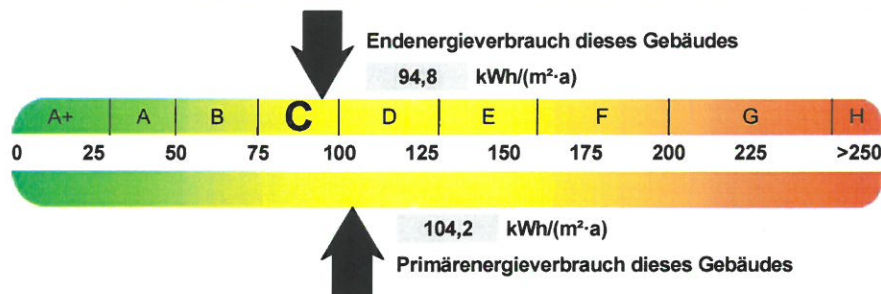 Endenergieverbrauch dieses Gebäudes
94,8 kWh/(m²·a)
A+ A B C D E F G H
0 25 50 75 100 125 150 175 200 225 >250
104,2 kWh/(m²·a)
Primärenergieverbrauch dieses Gebäudes